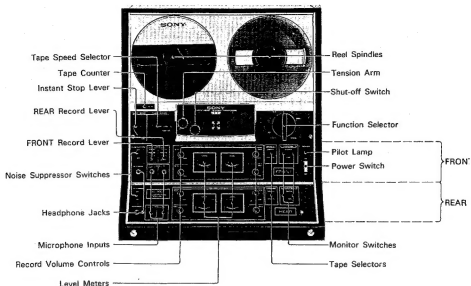 SONY
Tape Speed Selector
Reel Spindles
Tape Counter
Tension Arm
Instant Stop Lever
Shut-off Switch
SONY
REAR Record Lever
Function Selector
FRONT Record Lever
Pilot Lamp
Power Switch
FRONT
Noise Suppressor Switches
REAR
Headphone Jacks
Microphone Inputs
Monitor Switches
Record Volume Controls
Tape Selectors
Level Meters